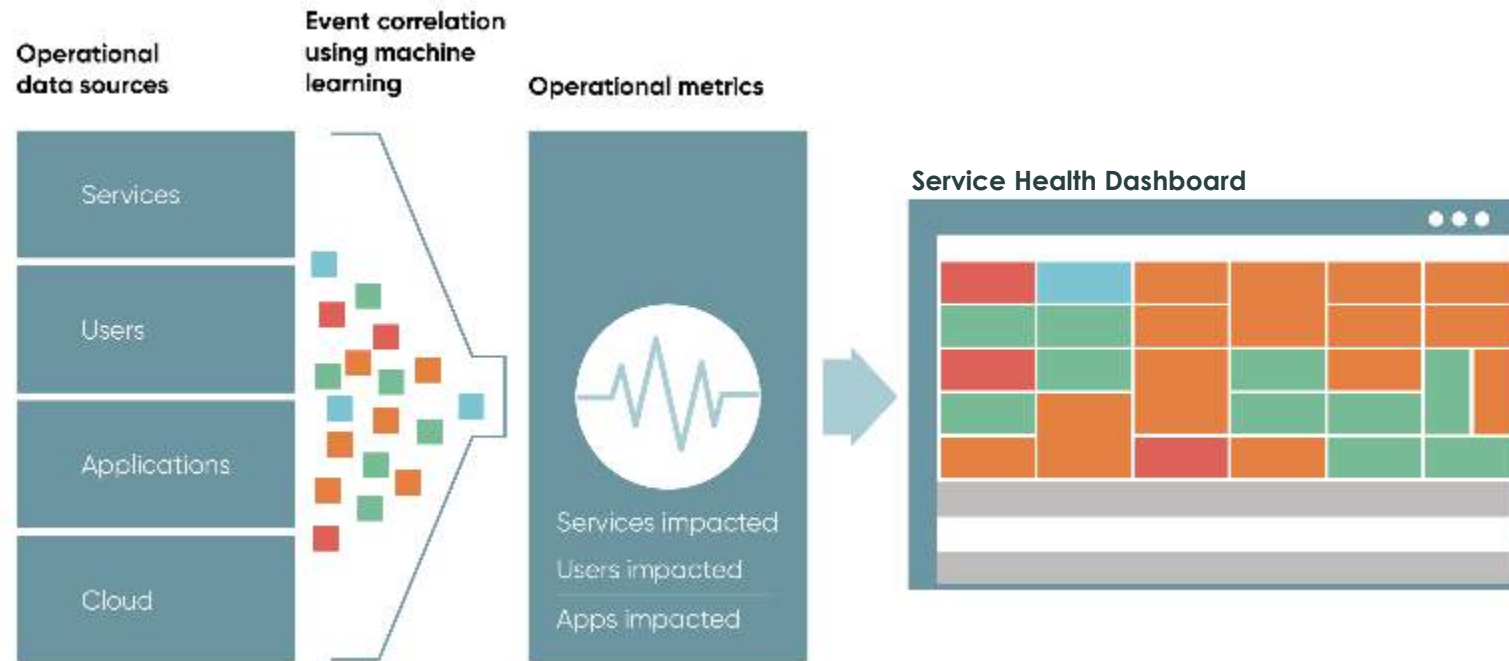 Operational
data sources
Event correlation
using machine
learning
Operational metrics
Services
Users
Applications
Cloud
Services impacted
Users impacted
Apps impacted
Service Health Dashboard